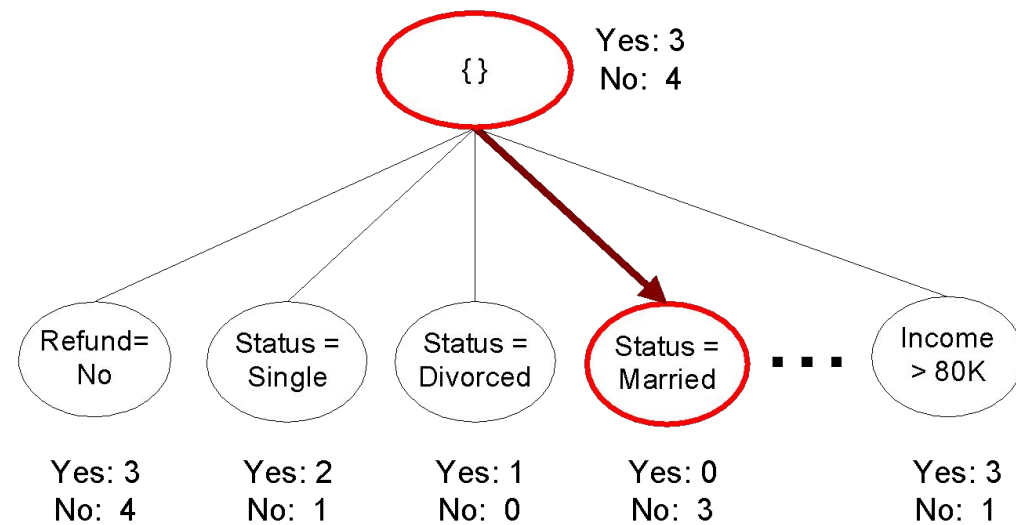 { }
Yes: 3
No: 4
Refund=
No
Status =
Single
Status =
Divorced
Status =
Married
...
Income
> 80K
Yes: 3
No: 4
Yes: 2
No: 1
Yes: 1
No: 0
Yes: 0
No: 3
Yes: 3
No: 1